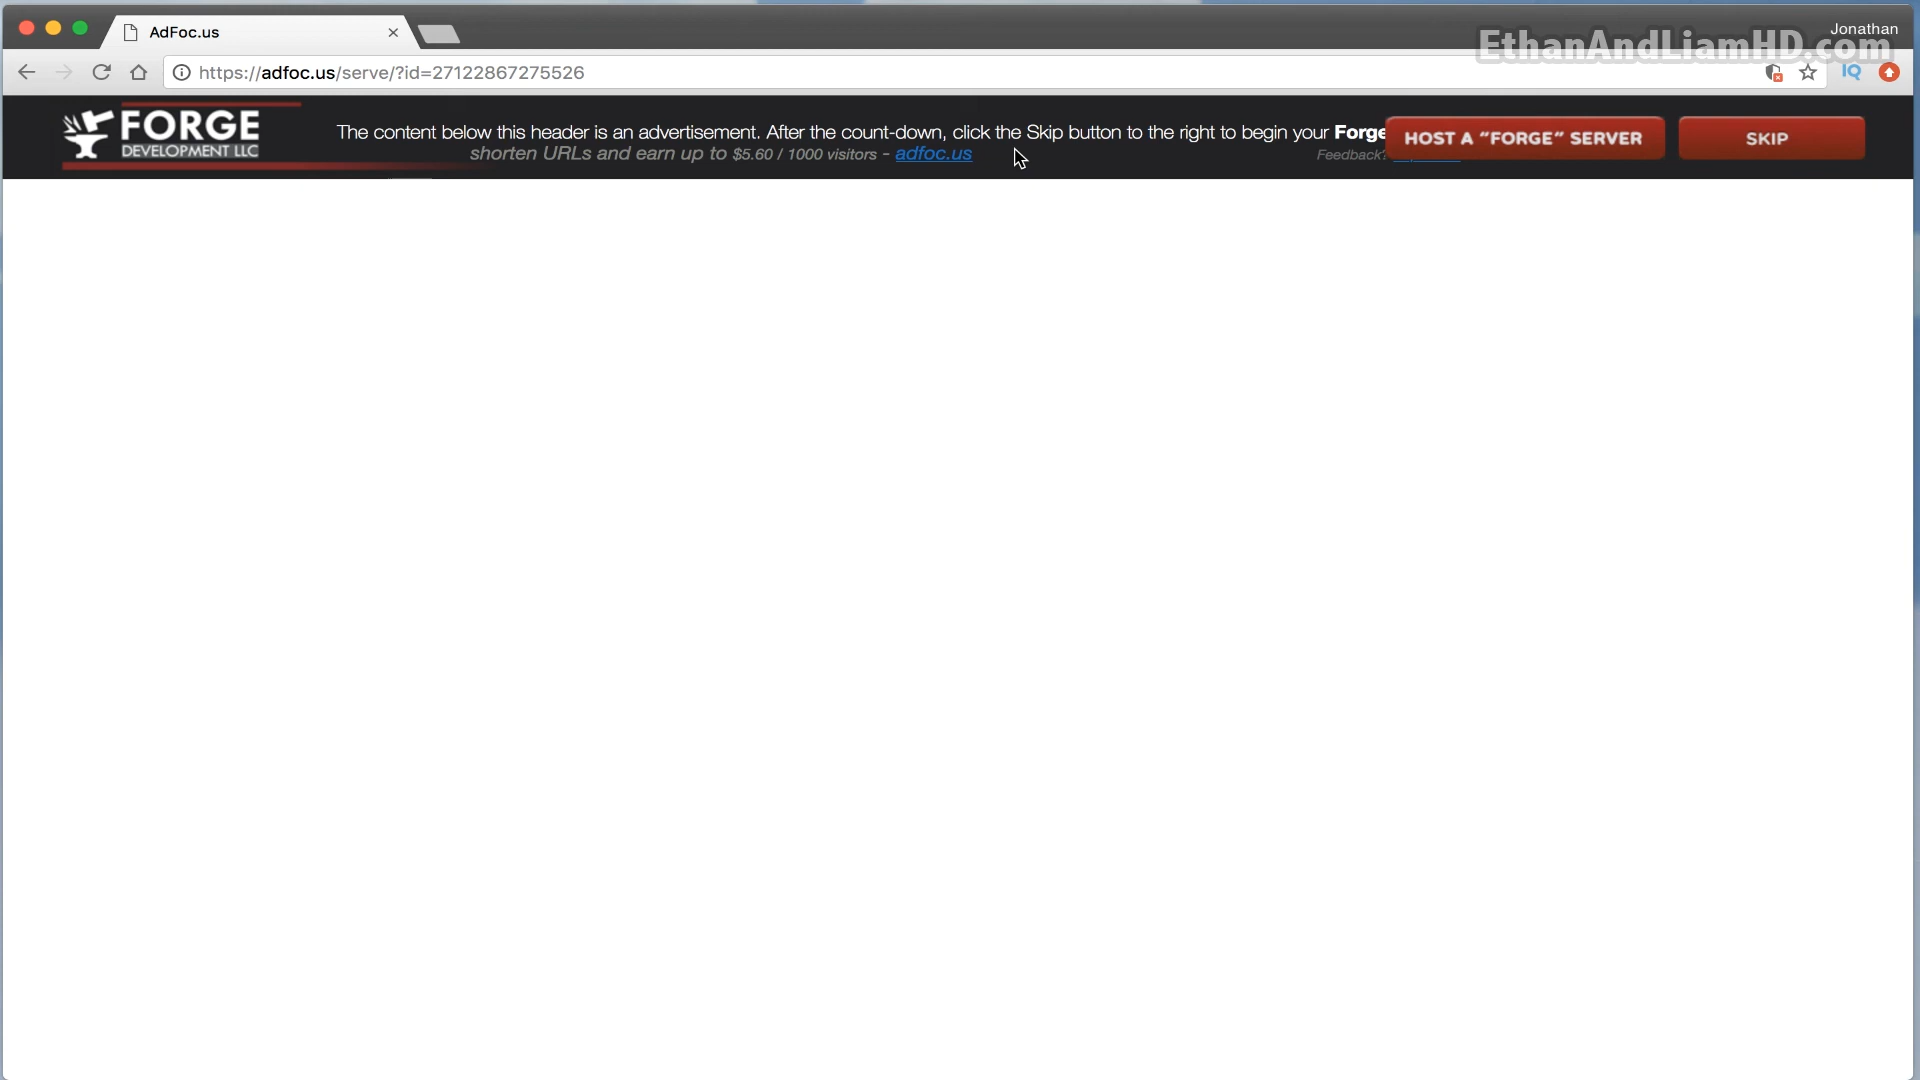 AdFoc.us
Jonathan
EthanAndLiamHD.com
https://adfoc.us/serve/?id=27122867275526
IQ
FORGE
DEVELOPMENT LLC
The content below this header is an advertisement. After the count-down, click the Skip button to the right to begin your Forge
shorten URLs and earn up to $5.60 / 1000 visitors - adfoc.us
Feedback?
HOST A “FORGE” SERVER
SKIP